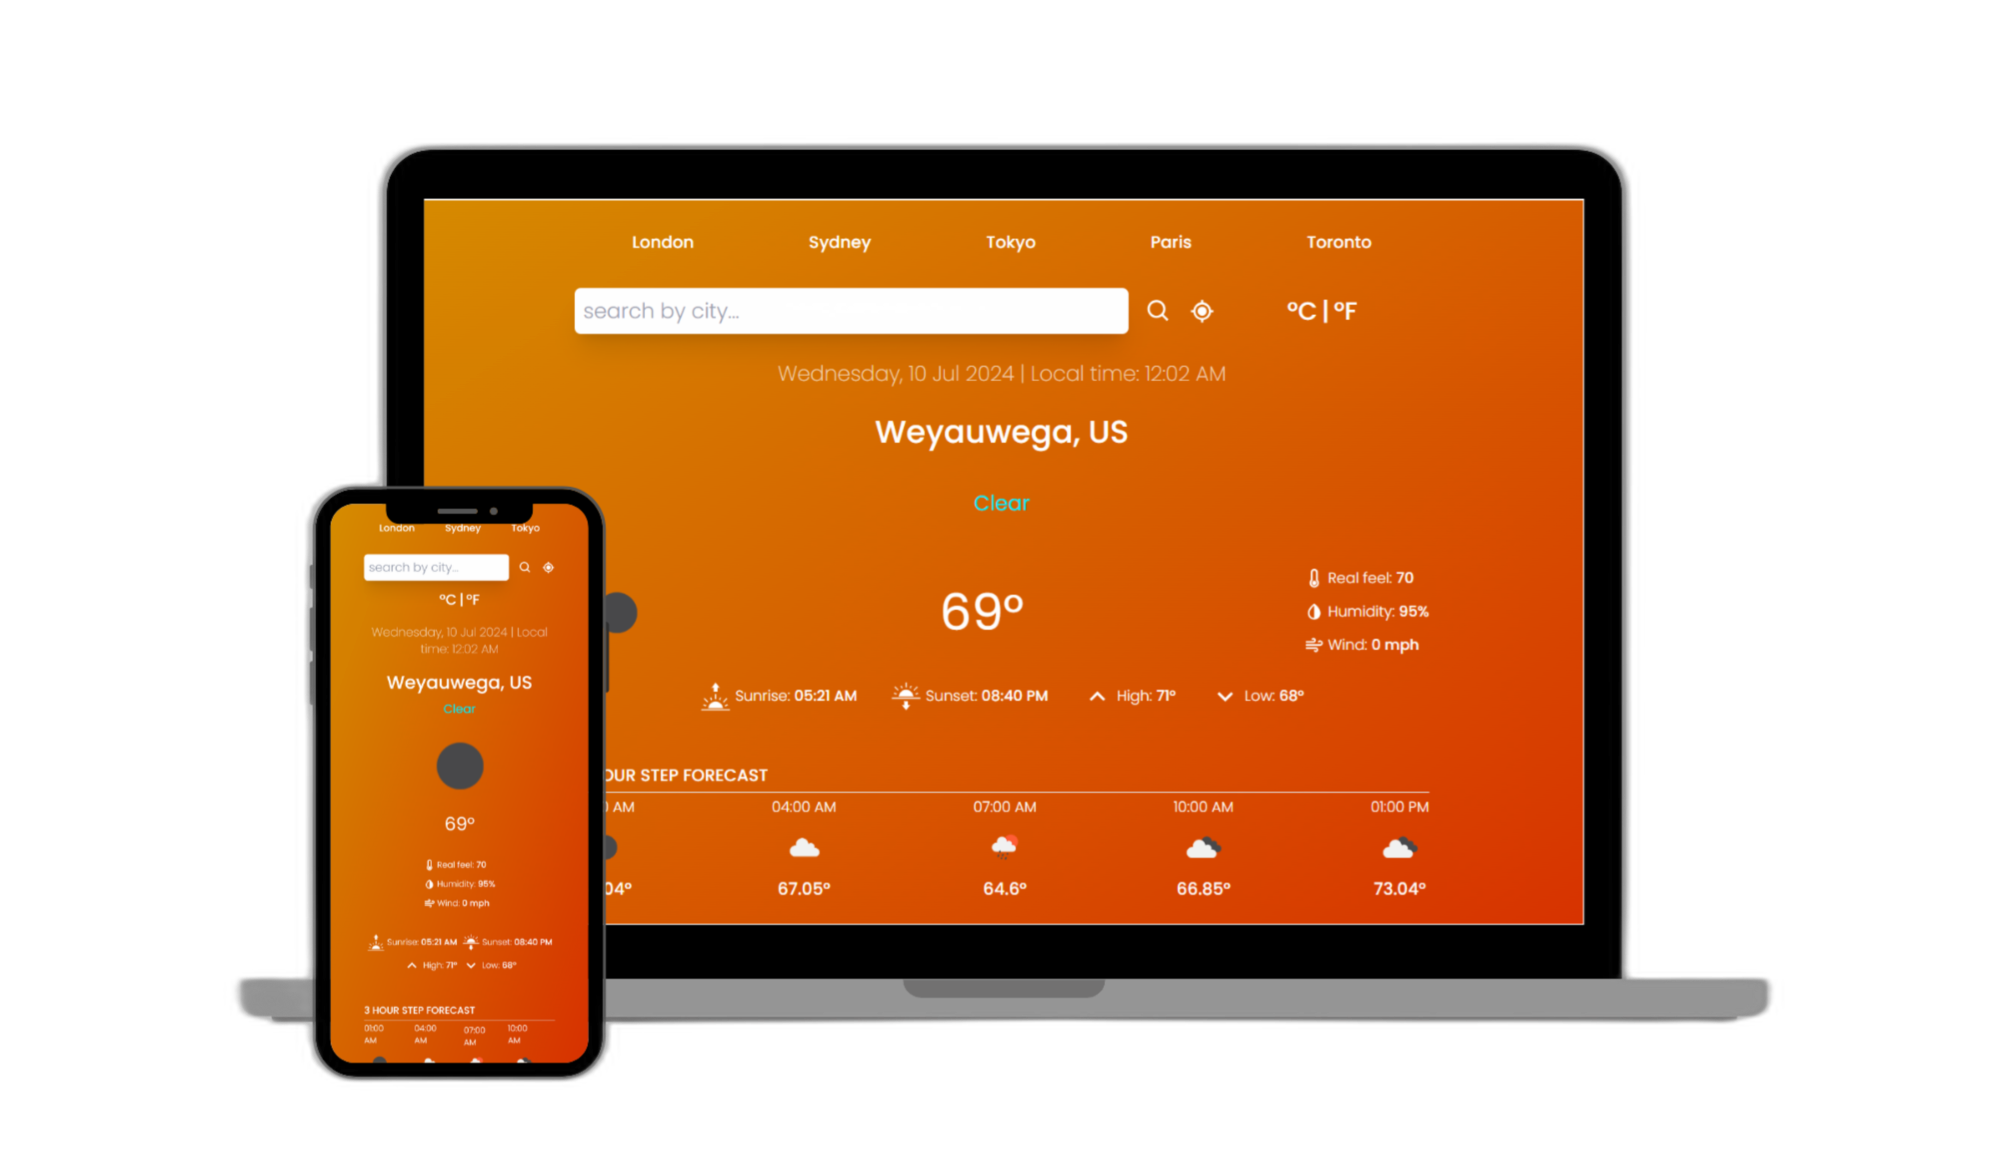 London Sydney Tokyo Paris Toronto
search by city...
°C | °F
Wednesday, 10 Jul 2024 | Local time: 12:02 AM
Weyauwega, US
Clear
69°
Real feel: 70
Humidity: 95%
Wind: 0 mph
Sunrise: 05:21 AM Sunset: 08:40 PM High: 71° Low: 68°
OUR STEP FORECAST
AM 04:00 AM 07:00 AM 10:00 AM 01:00 PM
04° 67.05° 64.6° 66.85° 73.04°
London Sydney Tokyo
search by city...
°C | °F
Wednesday, 10 Jul 2024 | Local
time: 12:02 AM
Weyauwega, US
Clear
69°
Real feel: 70
Humidity: 95%
Wind: 0 mph
Sunrise: 05:21 AM Sunset: 08:40 PM
High: 71° Low: 68°
3 HOUR STEP FORECAST
01:00 04:00 07:00 10:00
AM AM AM AM